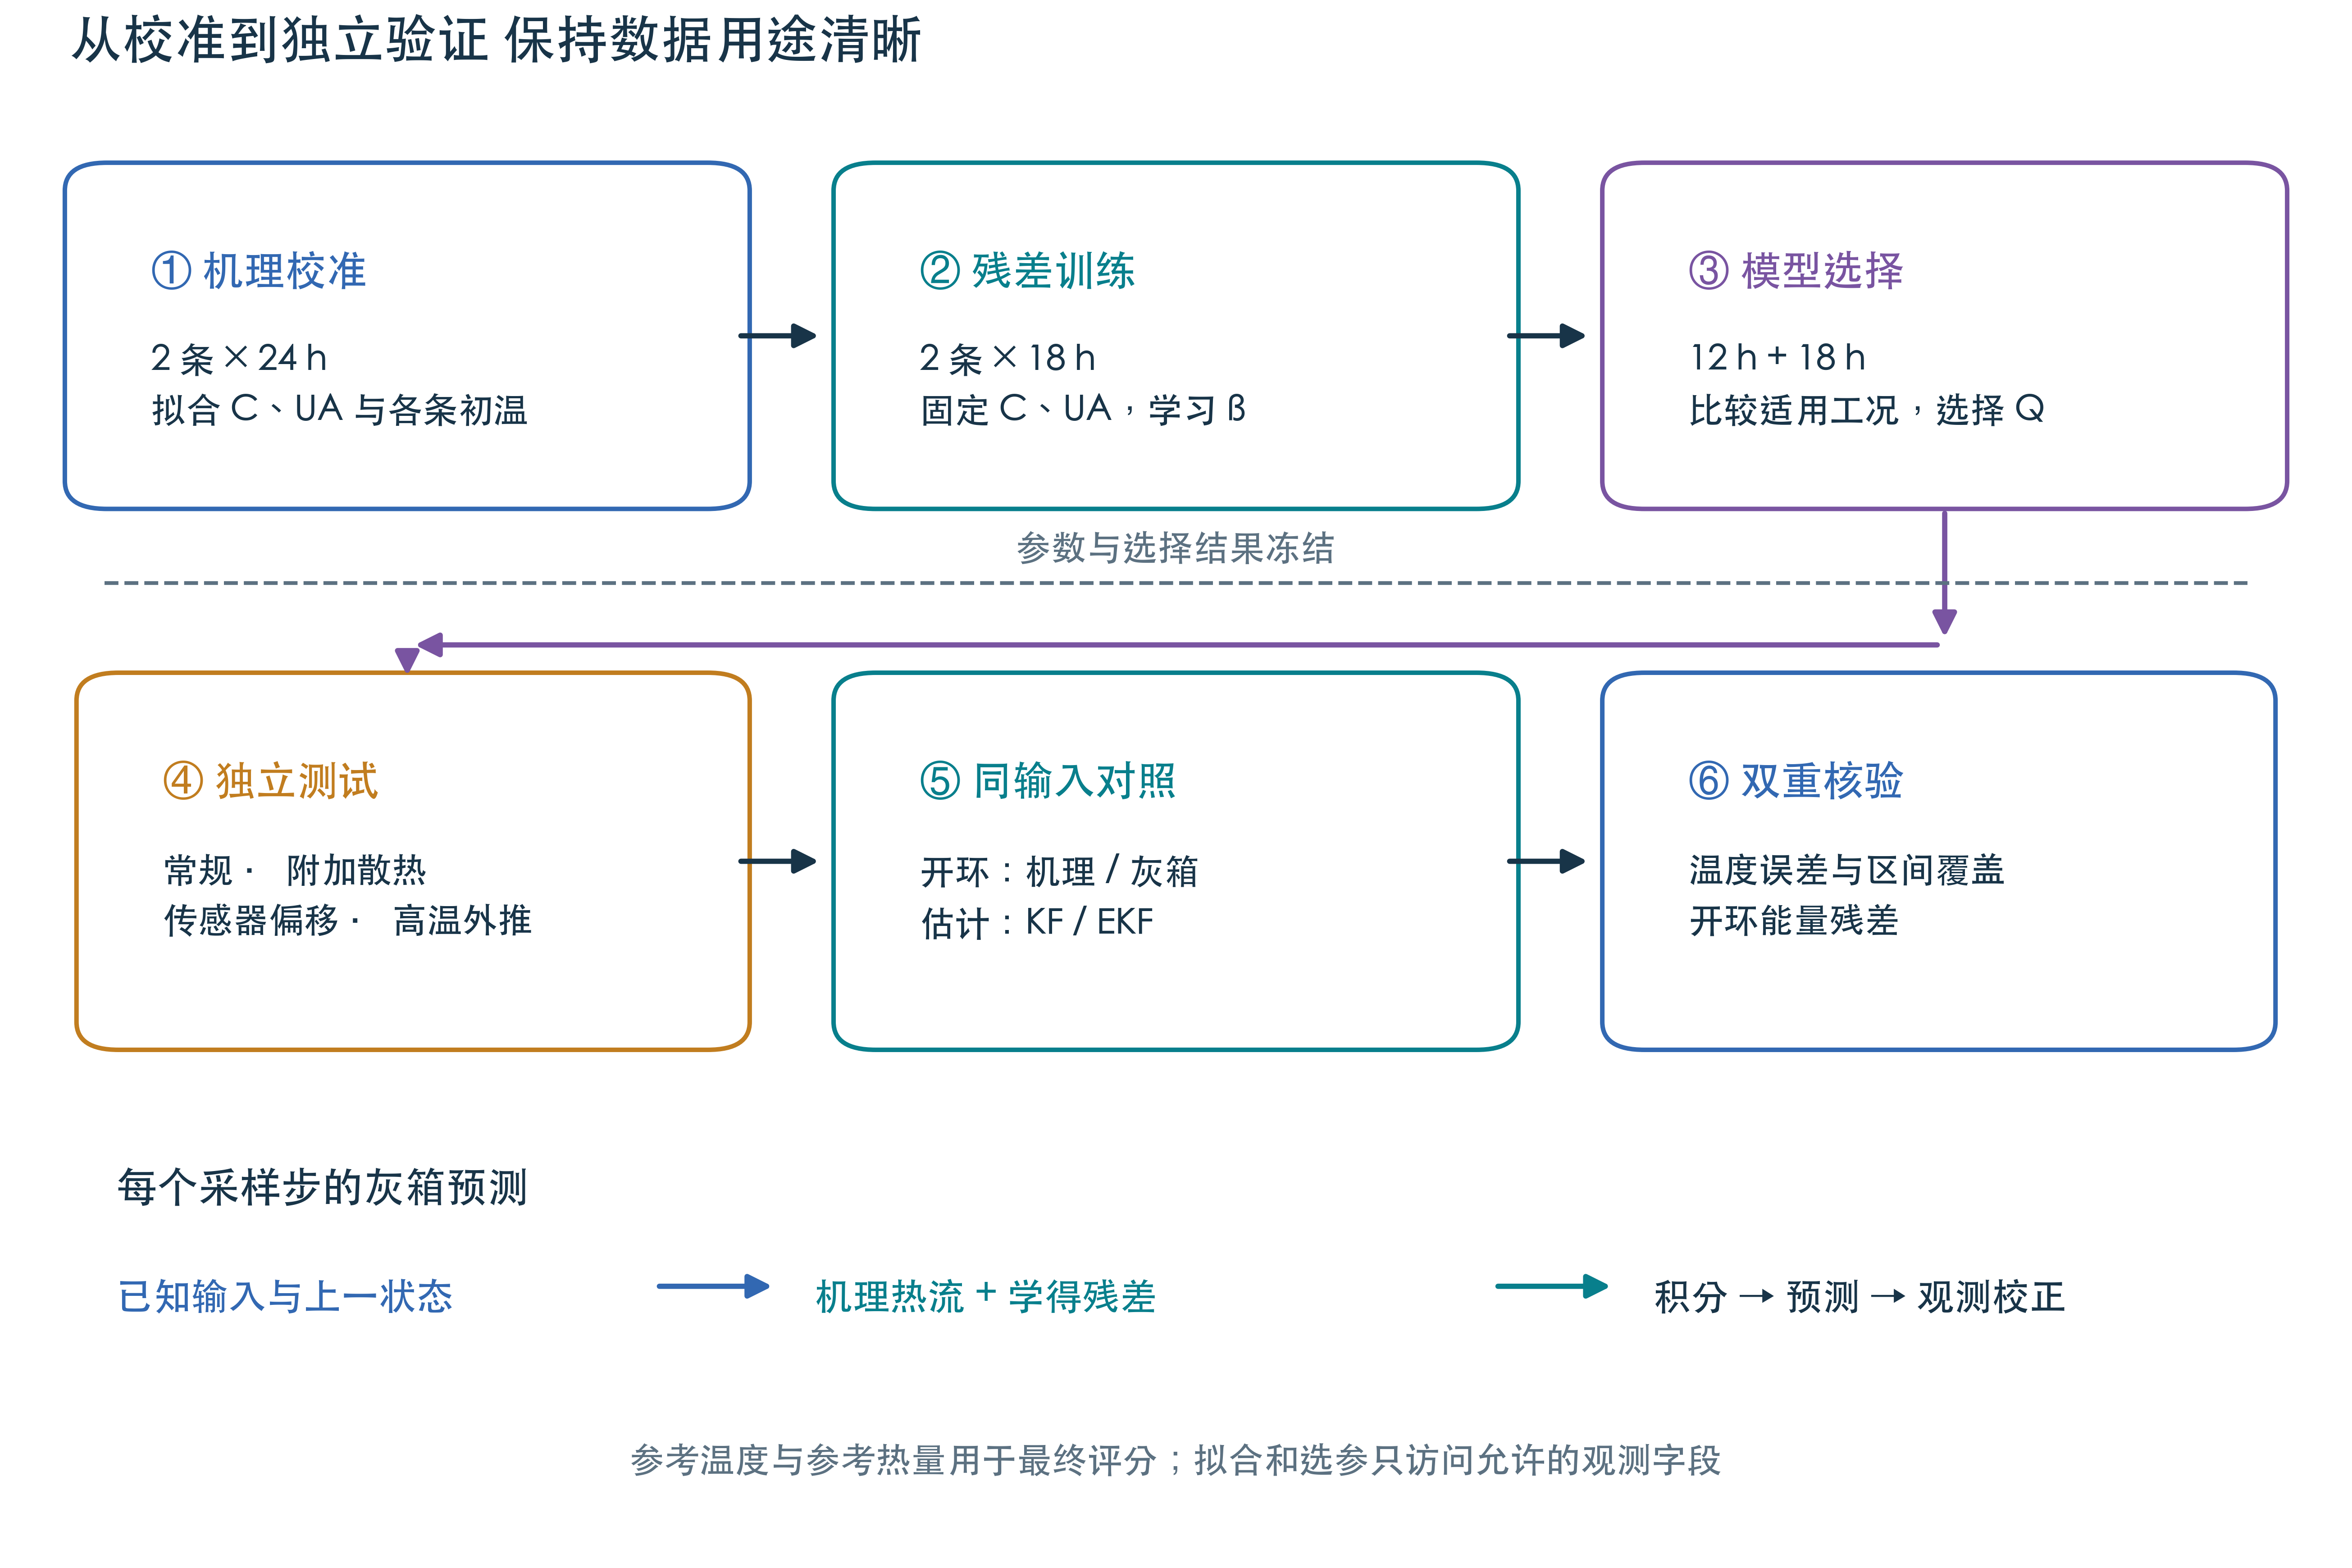 从校准到独立验证 保持数据用途清晰
① 机理校准
2 条 × 24 h
拟合 C、UA 与各条初温
② 残差训练
2 条 × 18 h
固定 C、UA，学习 β
③ 模型选择
12 h + 18 h
比较适用工况，选择 Q
参数与选择结果冻结
④ 独立测试
常规 · 附加散热
传感器偏移 · 高温外推
⑤ 同输入对照
开环：机理 / 灰箱
估计：KF / EKF
⑥ 双重核验
温度误差与区间覆盖
开环能量残差
每个采样步的灰箱预测
已知输入与上一状态
机理热流 + 学得残差
积分 → 预测 → 观测校正
参考温度与参考热量用于最终评分；拟合和选参只访问允许的观测字段